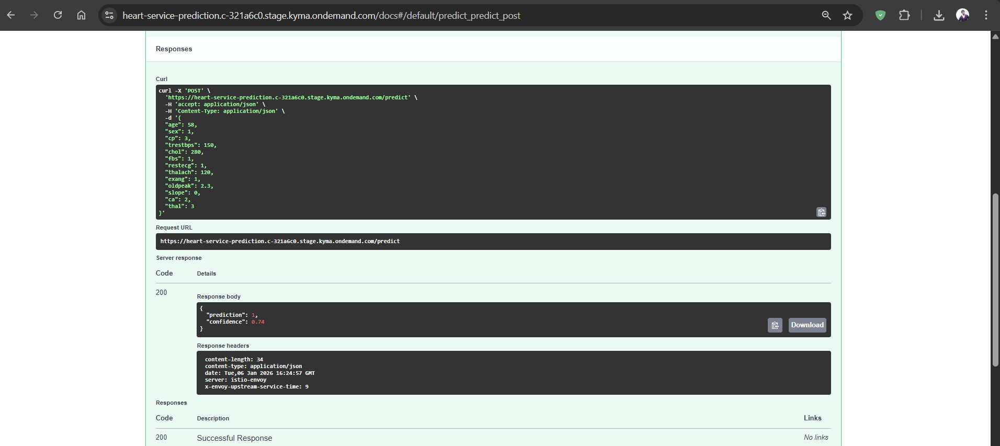 heart-service-prediction.c-321a6c0.stage.kyma.ondemand.com/docs#/default/predict_predict_post
Responses
Curl
curl -X 'POST' \
  'https://heart-service-prediction.c-321a6c0.stage.kyma.ondemand.com/predict' \
  -H 'accept: application/json' \
  -H 'Content-Type: application/json' \
  -d '{
  "age": 58,
  "sex": 1,
  "cp": 3,
  "trestbps": 150,
  "chol": 280,
  "fbs": 1,
  "restecg": 1,
  "thalach": 120,
  "exang": 1,
  "oldpeak": 2.3,
  "slope": 0,
  "ca": 2,
  "thal": 3
}'
Request URL
https://heart-service-prediction.c-321a6c0.stage.kyma.ondemand.com/predict
Server response
Code Details
200
Response body
{
  "prediction": 1,
  "confidence": 0.74
}
Download
Response headers
content-length: 34
content-type: application/json
date: Tue,06 Jan 2026 16:24:57 GMT
server: istio-envoy
x-envoy-upstream-service-time: 9
Responses
Code Description Links
200 Successful Response No links